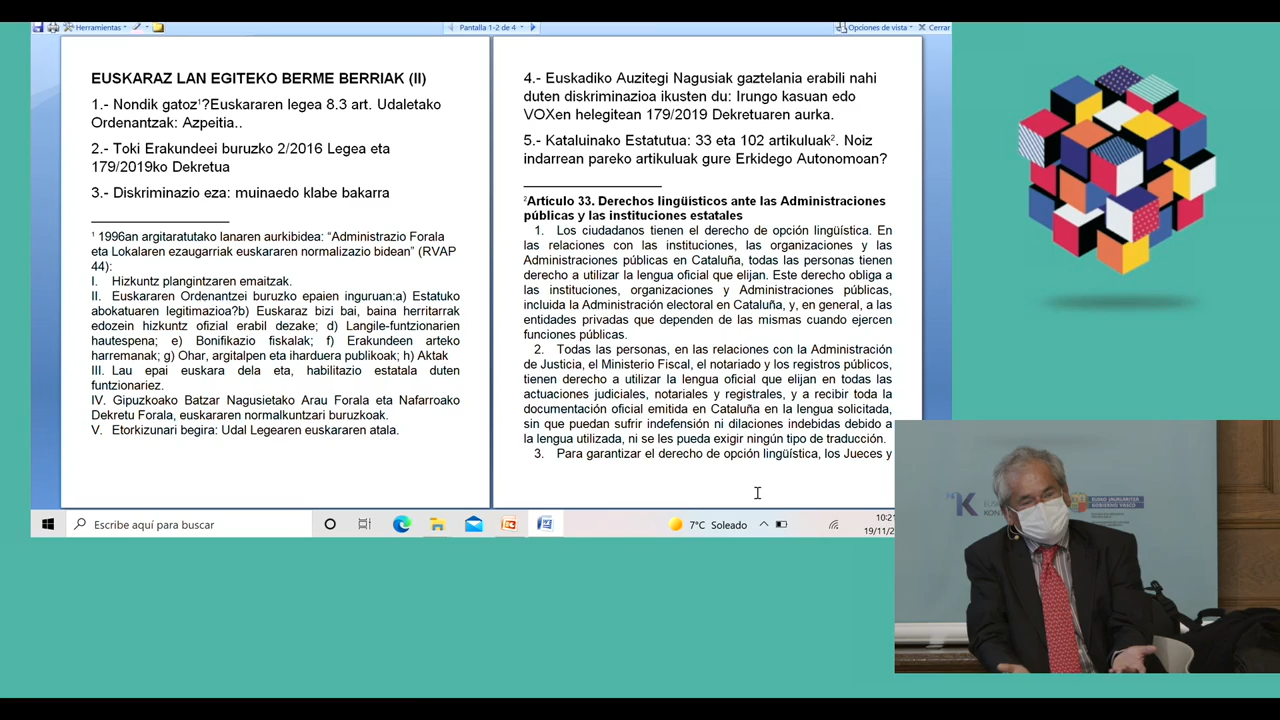 Herramientas
Pantalla 1-2 de 4
Opciones de vista
Cerrar
EUSKARAZ LAN EGITEKO BERME BERRIAK (II)
1.- Nondik gatoz¹?Euskararen legea 8.3 art. Udaletako
Ordenantzak: Azpeitia..
2.- Toki Erakundeei buruzko 2/2016 Legea eta
179/2019ko Dekretua
3.- Diskriminazio eza: muinaedo klabe bakarra
¹ 1996an argitaratutako lanaren aurkibidea: “Administrazio Forala
eta Lokalaren ezaugarriak euskararen normalizazio bidean” (RVAP
44):
I. Hizkuntz plangintzaren emaitzak.
II. Euskararen Ordenantzei buruzko epaien inguruan:a) Estatuko
abokatuaren legitimazioa?b) Euskaraz bizi bai, baina herritarrak
edozein hizkuntz ofizial erabil dezake; d) Langile-funtzionarien
hautespena; e) Bonifikazio fiskalak; f) Erakundeen arteko
harremanak; g) Ohar, argitalpen eta iharduera publikoak; h) Aktak
III. Lau epai euskara dela eta, habilitazio estatala duten
funtzionariez.
IV. Gipuzkoako Batzar Nagusietako Arau Forala eta Nafarroako
Dekretu Forala, euskararen normalkuntzari buruzkoak.
V. Etorkizunari begira: Udal Legearen euskararen atala.
4.- Euskadiko Auzitegi Nagusiak gaztelania erabili nahi
duten diskriminazioa ikusten du: Irungo kasuan edo
VOXen helegitean 179/2019 Dekretuaren aurka.
5.- Kataluinako Estatutua: 33 eta 102 artikuluak². Noiz
indarrean pareko artikuluak gure Erkidego Autonomoan?
²Artículo 33. Derechos lingüísticos ante las Administraciones
públicas y las instituciones estatales
1. Los ciudadanos tienen el derecho de opción lingüística. En
las relaciones con las instituciones, las organizaciones y las
Administraciones públicas en Cataluña, todas las personas tienen
derecho a utilizar la lengua oficial que elijan. Este derecho obliga a
las instituciones, organizaciones y Administraciones públicas,
incluida la Administración electoral en Cataluña, y, en general, a las
entidades privadas que dependen de las mismas cuando ejercen
funciones públicas.
2. Todas las personas, en las relaciones con la Administración
de Justicia, el Ministerio Fiscal, el notariado y los registros públicos,
tienen derecho a utilizar la lengua oficial que elijan en todas las
actuaciones judiciales, notariales y registrales, y a recibir toda la
documentación oficial emitida en Cataluña en la lengua solicitada,
sin que puedan sufrir indefensión ni dilaciones indebidas debido a
la lengua utilizada, ni se les pueda exigir ningún tipo de traducción.
3. Para garantizar el derecho de opción lingüística, los Jueces y
Escribe aquí para buscar
7°C Soleado
10:21
19/11/2
K
EUSKO JAURLARITZA
GOBIERNO VASCO